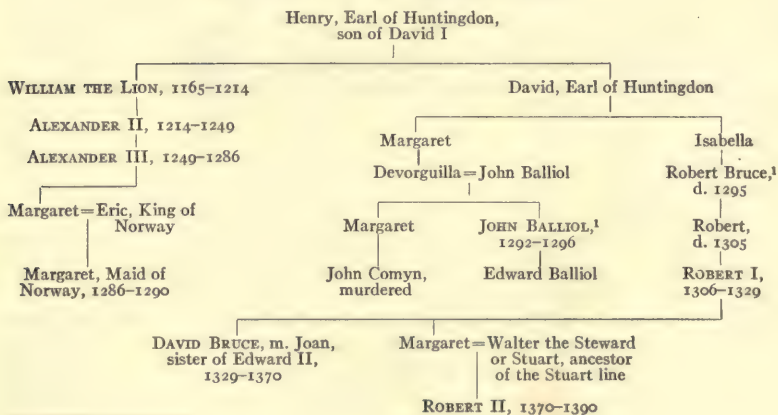 Henry, Earl of Huntingdon,
son of David I
WILLIAM THE LION, 1165–1214
David, Earl of Huntingdon
ALEXANDER II, 1214–1249
Margaret
Isabella
ALEXANDER III, 1249–1286
Devorguilla=John Balliol
Robert Bruce,¹
d. 1295
Margaret=Eric, King of
Norway
Margaret
JOHN BALLIOL,¹
1292–1296
Robert,
d. 1305
Margaret, Maid of
Norway, 1286–1290
John Comyn,
murdered
Edward Balliol
ROBERT I,
1306–1329
DAVID BRUCE, m. Joan,
sister of Edward II,
1329–1370
Margaret=Walter the Steward
or Stuart, ancestor
of the Stuart line
ROBERT II, 1370–1390